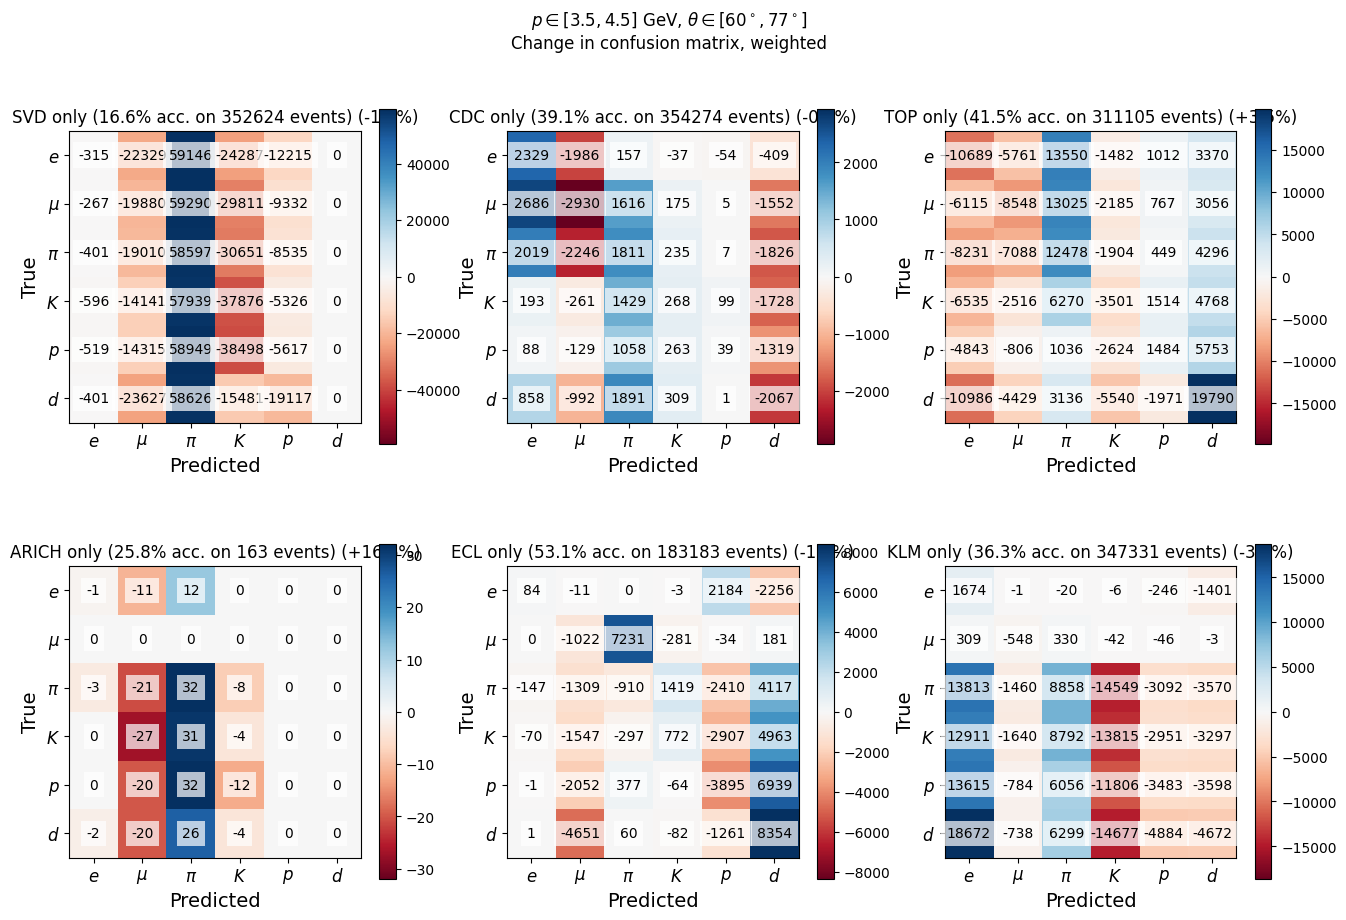 p ∈ [3.5, 4.5] GeV, θ ∈ [60°, 77°]
Change in confusion matrix, weighted
SVD only (16.6% acc. on 352624 events)
True
e -315 -22329 59146 -24287 -12215 0
μ -267 -19880 59290 -29811 -9332 0
π -401 -19010 58597 -30651 -8535 0
K -596 -14141 57939 -37876 -5326 0
p -519 -14315 58949 -38498 -5617 0
d -401 -23627 58626 -15481 -19117 0
e μ π K p d
Predicted
40000
20000
0
−20000
−40000
CDC only (39.1% acc. on 354274 events)
True
e 2329 -1986 157 -37 -54 -409
μ 2686 -2930 1616 175 5 -1552
π 2019 -2246 1811 235 7 -1826
K 193 -261 1429 268 99 -1728
p 88 -129 1058 263 39 -1319
d 858 -992 1891 309 1 -2067
e μ π K p d
Predicted
2000
1000
0
−1000
−2000
TOP only (41.5% acc. on 311105 events)
True
e -10689 -5761 13550 -1482 1012 3370
μ -6115 -8548 13025 -2185 767 3056
π -8231 -7088 12478 -1904 449 4296
K -6535 -2516 6270 -3501 1514 4768
p -4843 -806 1036 -2624 1484 5753
d -10986 -4429 3136 -5540 -1971 19790
e μ π K p d
Predicted
15000
10000
5000
0
−5000
−10000
−15000
ARICH only (25.8% acc. on 163 events)
True
e -1 -11 12 0 0 0
μ 0 0 0 0 0 0
π -3 -21 32 -8 0 0
K 0 -27 31 -4 0 0
p 0 -20 32 -12 0 0
d -2 -20 26 -4 0 0
e μ π K p d
Predicted
30
20
10
0
−10
−20
−30
ECL only (53.1% acc. on 183183 events)
True
e 84 -11 0 -3 2184 -2256
μ 0 -1022 7231 -281 -34 181
π -147 -1309 -910 1419 -2410 4117
K -70 -1547 -297 772 -2907 4963
p -1 -2052 377 -64 -3895 6939
d 1 -4651 60 -82 -1261 8354
e μ π K p d
Predicted
8000
6000
4000
2000
0
−2000
−4000
−6000
−8000
KLM only (36.3% acc. on 347331 events)
True
e 1674 -1 -20 -6 -246 -1401
μ 309 -548 330 -42 -46 -3
π 13813 -1460 8858 -14549 -3092 -3570
K 12911 -1640 8792 -13815 -2951 -3297
p 13615 -784 6056 -11806 -3483 -3598
d 18672 -738 6299 -14677 -4884 -4672
e μ π K p d
Predicted
15000
10000
5000
0
−5000
−10000
−15000